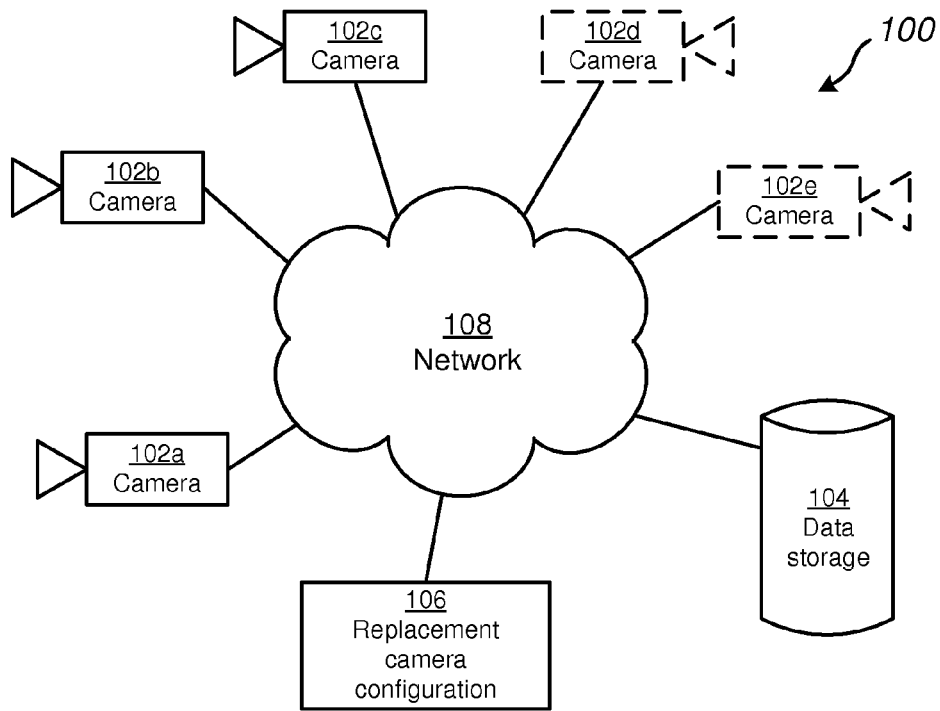 100
102c
Camera
102d
Camera
102b
Camera
102e
Camera
108
Network
102a
Camera
104
Data
storage
106
Replacement
camera
configuration